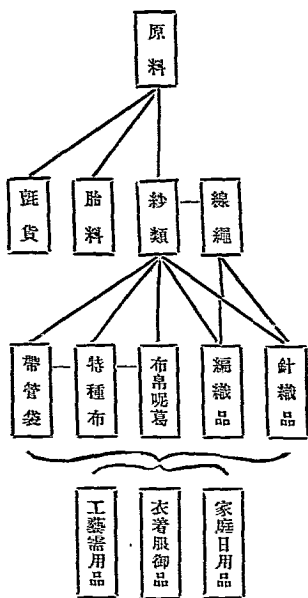 原料
氈貨
胎料
紗類
線繩
帶管袋
特種布
布帛呢葛
編織品
針織品
工藝需用品
衣着服御品
家庭日用品